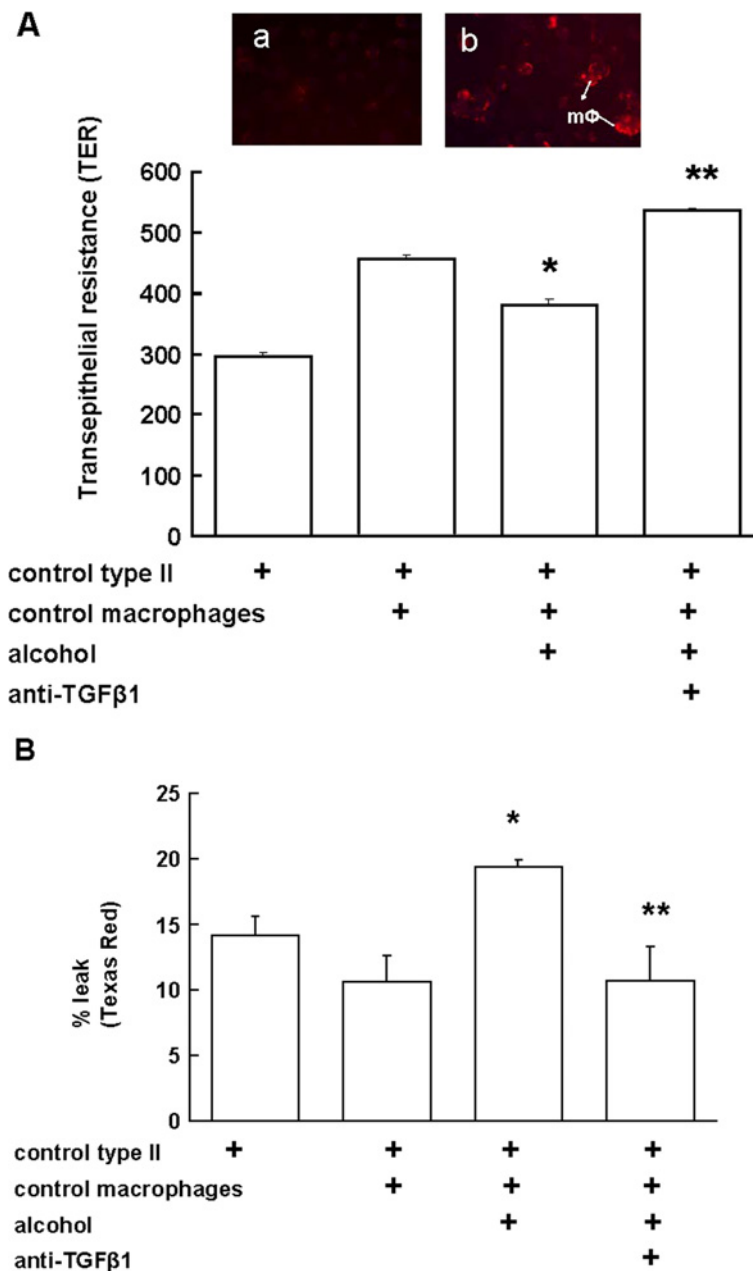 A
a
b
mΦ
Transepithelial resistance (TER)
600
500
400
300
200
100
0
*
**
control type II + + + +
control macrophages + + +
alcohol + +
anti-TGFβ1 +
B
% leak
(Texas Red)
25
20
15
10
5
0
*
**
control type II + + + +
control macrophages + + +
alcohol + +
anti-TGFβ1 +